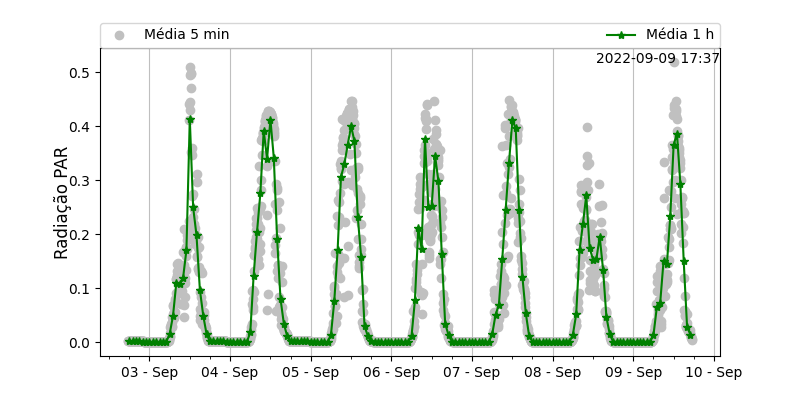 Média 5 min
Média 1 h
2022-09-09 17:37
Radiação PAR
0.5
0.4
0.3
0.2
0.1
0.0
03 - Sep
04 - Sep
05 - Sep
06 - Sep
07 - Sep
08 - Sep
09 - Sep
10 - Sep